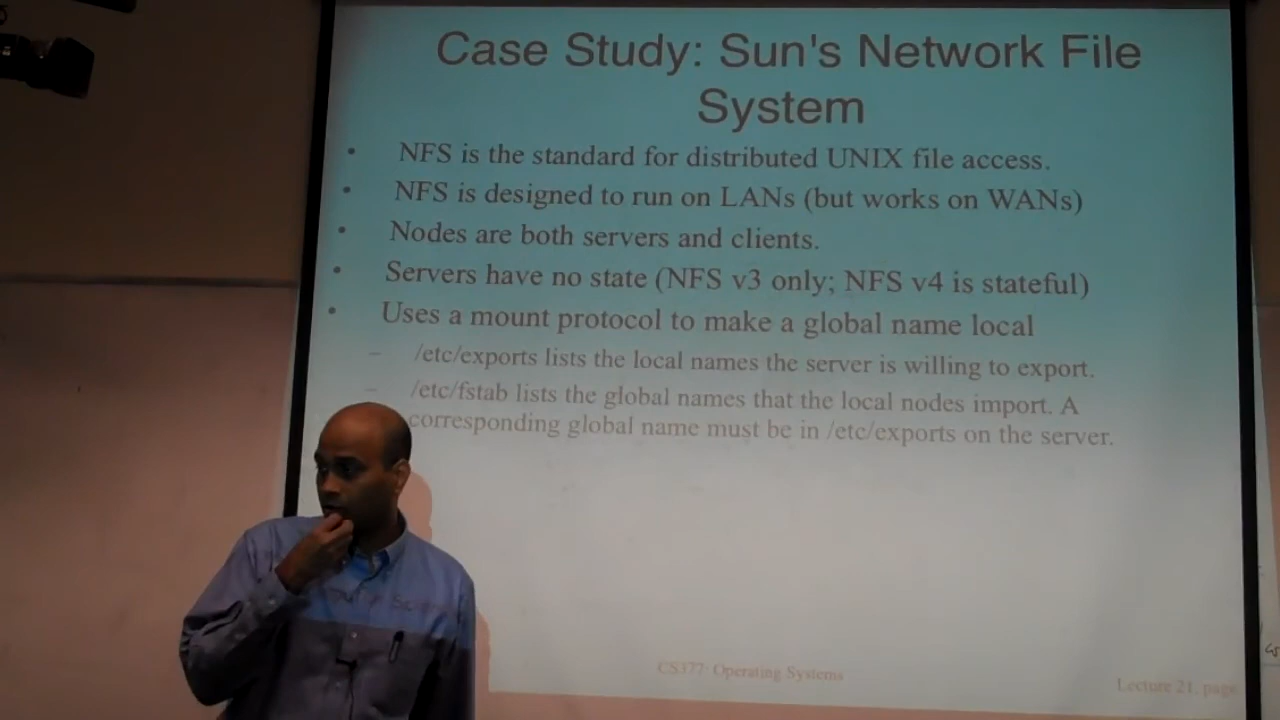 Case Study: Sun's Network File
System
• NFS is the standard for distributed UNIX file access.
• NFS is designed to run on LANs (but works on WANs)
• Nodes are both servers and clients.
• Servers have no state (NFS v3 only; NFS v4 is stateful)
• Uses a mount protocol to make a global name local
– /etc/exports lists the local names the server is willing to export.
– /etc/fstab lists the global names that the local nodes import. A
corresponding global name must be in /etc/exports on the server.
CS377: Operating Systems
Lecture 21, page